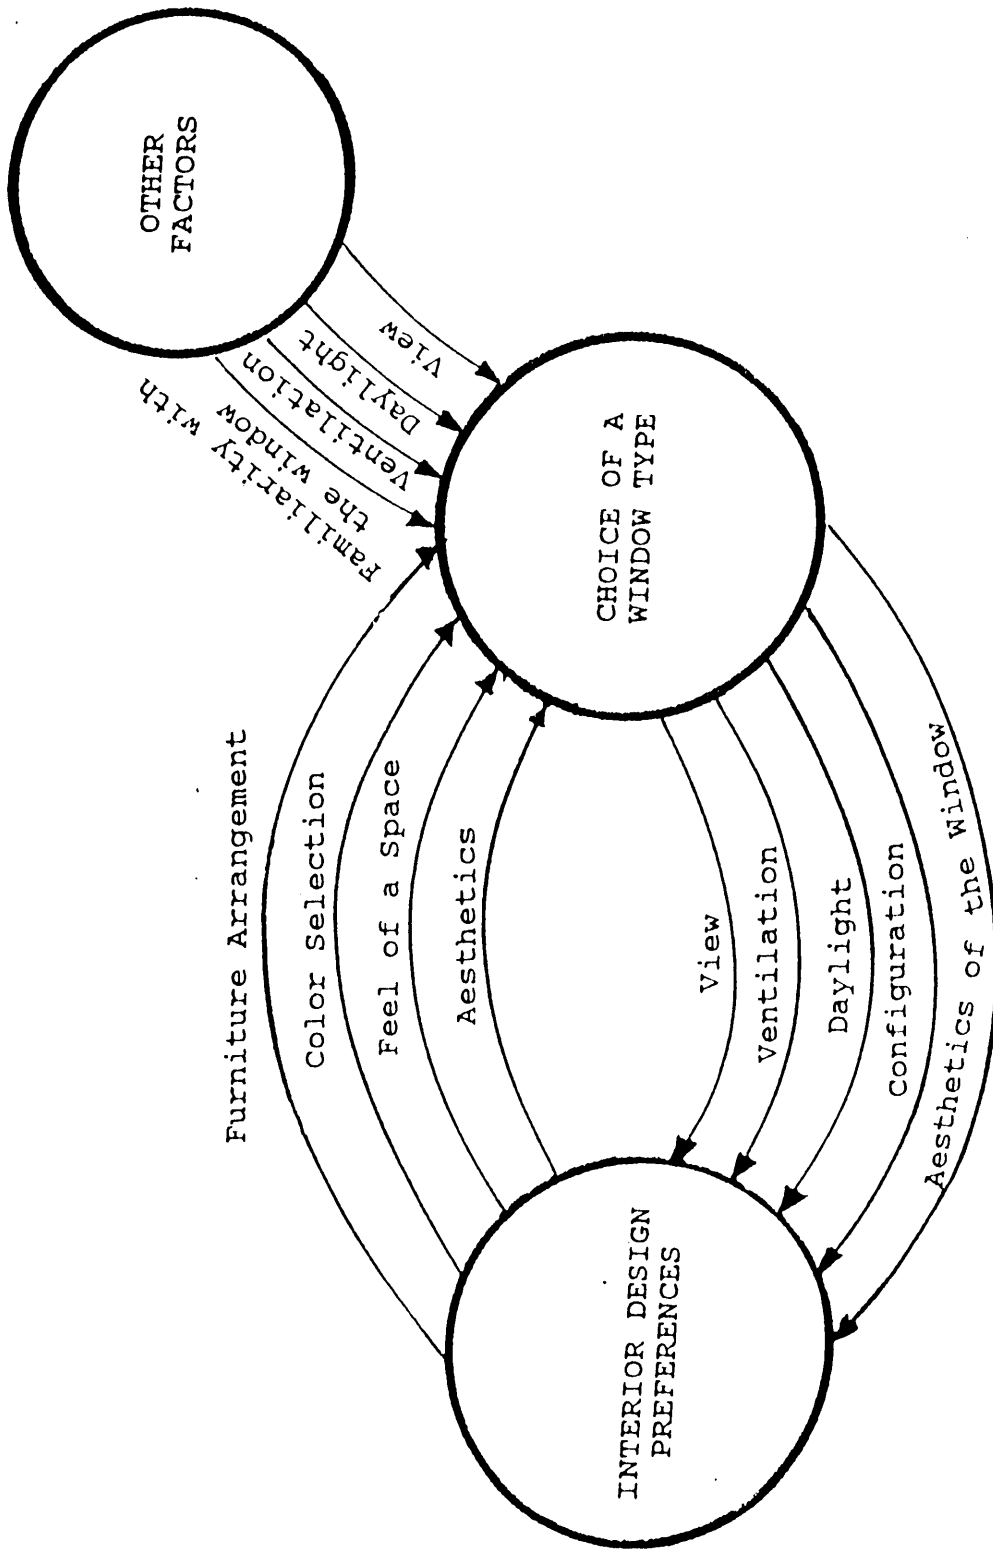 OTHER
FACTORS
View
Daylight
Ventilation
Familiarity with
the window
CHOICE OF A
WINDOW TYPE
Furniture Arrangement
Color Selection
Feel of a Space
Aesthetics
View
Ventilation
Daylight
Configuration
Aesthetics of the Window
INTERIOR DESIGN
PREFERENCES